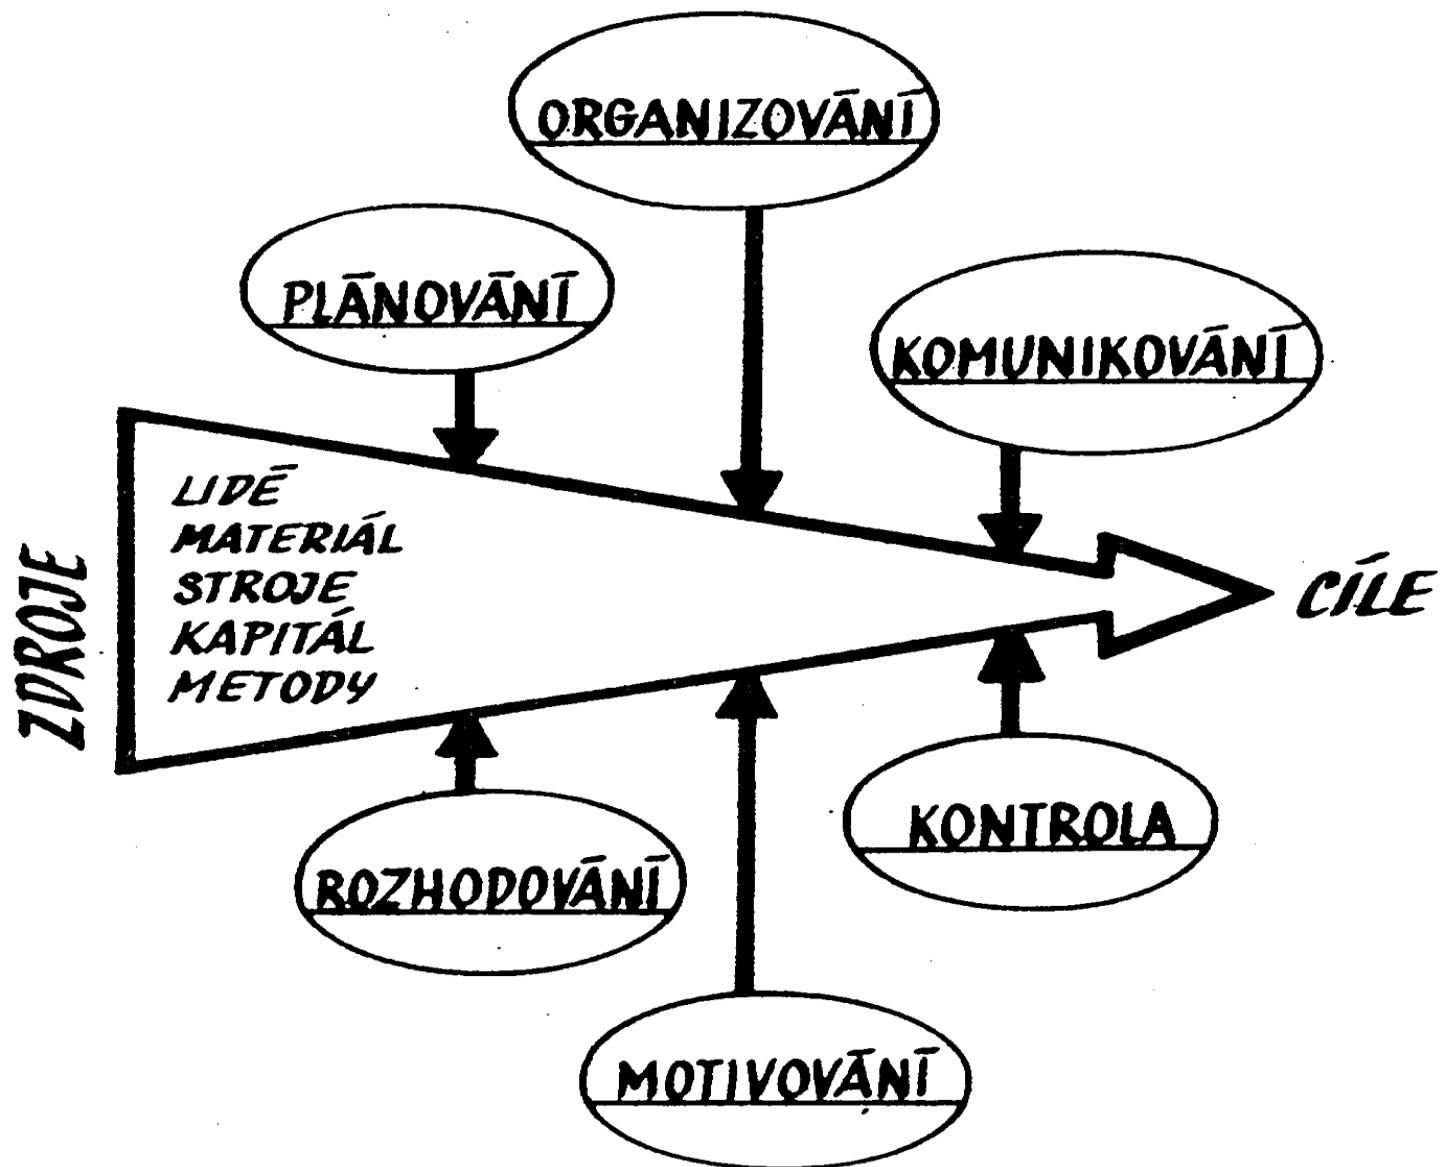 ORGANIZOVÁNÍ
PLÁNOVÁNÍ
KOMUNIKOVÁNÍ
ZDROJE
LIDÉ
MATERIÁL
STROJE
KAPITÁL
METODY
CÍLE
ROZHODOVÁNÍ
KONTROLA
MOTIVOVÁNÍ